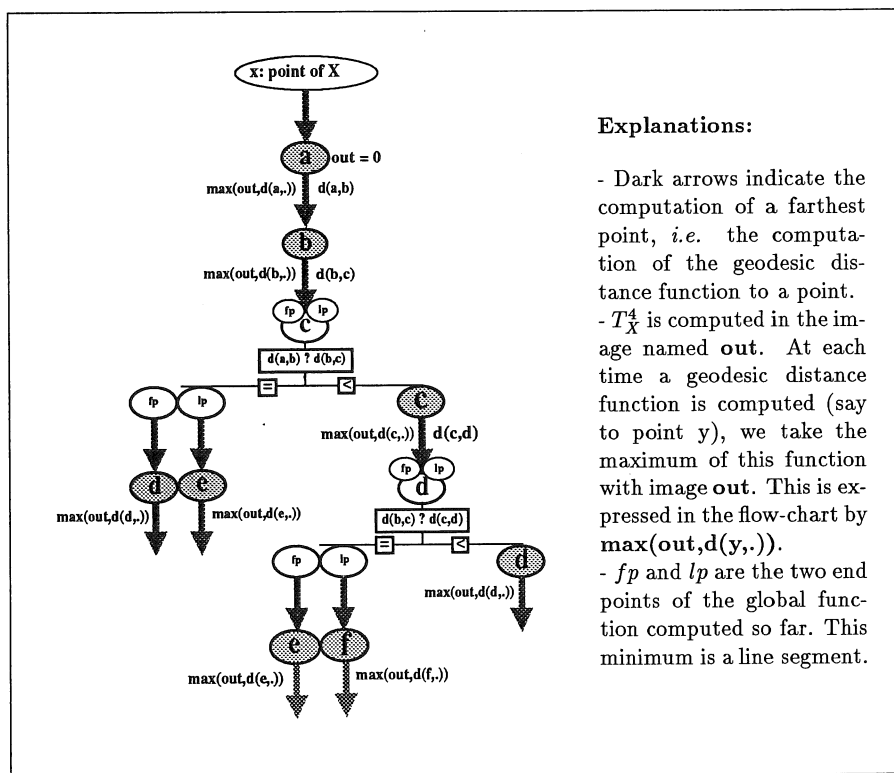 x: point of X
a out = 0
max(out,d(a,.)) d(a,b)
b
max(out,d(b,.)) d(b,c)
fp lp
c
d(a,b) ? d(b,c)
= <
fp lp
c
max(out,d(c,.)) d(c,d)
fp lp
d
d e
max(out,d(d,.)) max(out,d(e,.))
d(b,c) ? d(c,d)
= <
fp lp
d
max(out,d(d,.))
e f
max(out,d(e,.)) max(out,d(f,.))
Explanations:
- Dark arrows indicate the
computation of a farthest
point, i.e. the computa-
tion of the geodesic dis-
tance function to a point.
- T_X^4 is computed in the im-
age named out. At each
time a geodesic distance
function is computed (say
to point y), we take the
maximum of this function
with image out. This is ex-
pressed in the flow-chart by
max(out,d(y,.)).
- fp and lp are the two end
points of the global func-
tion computed so far. This
minimum is a line segment.